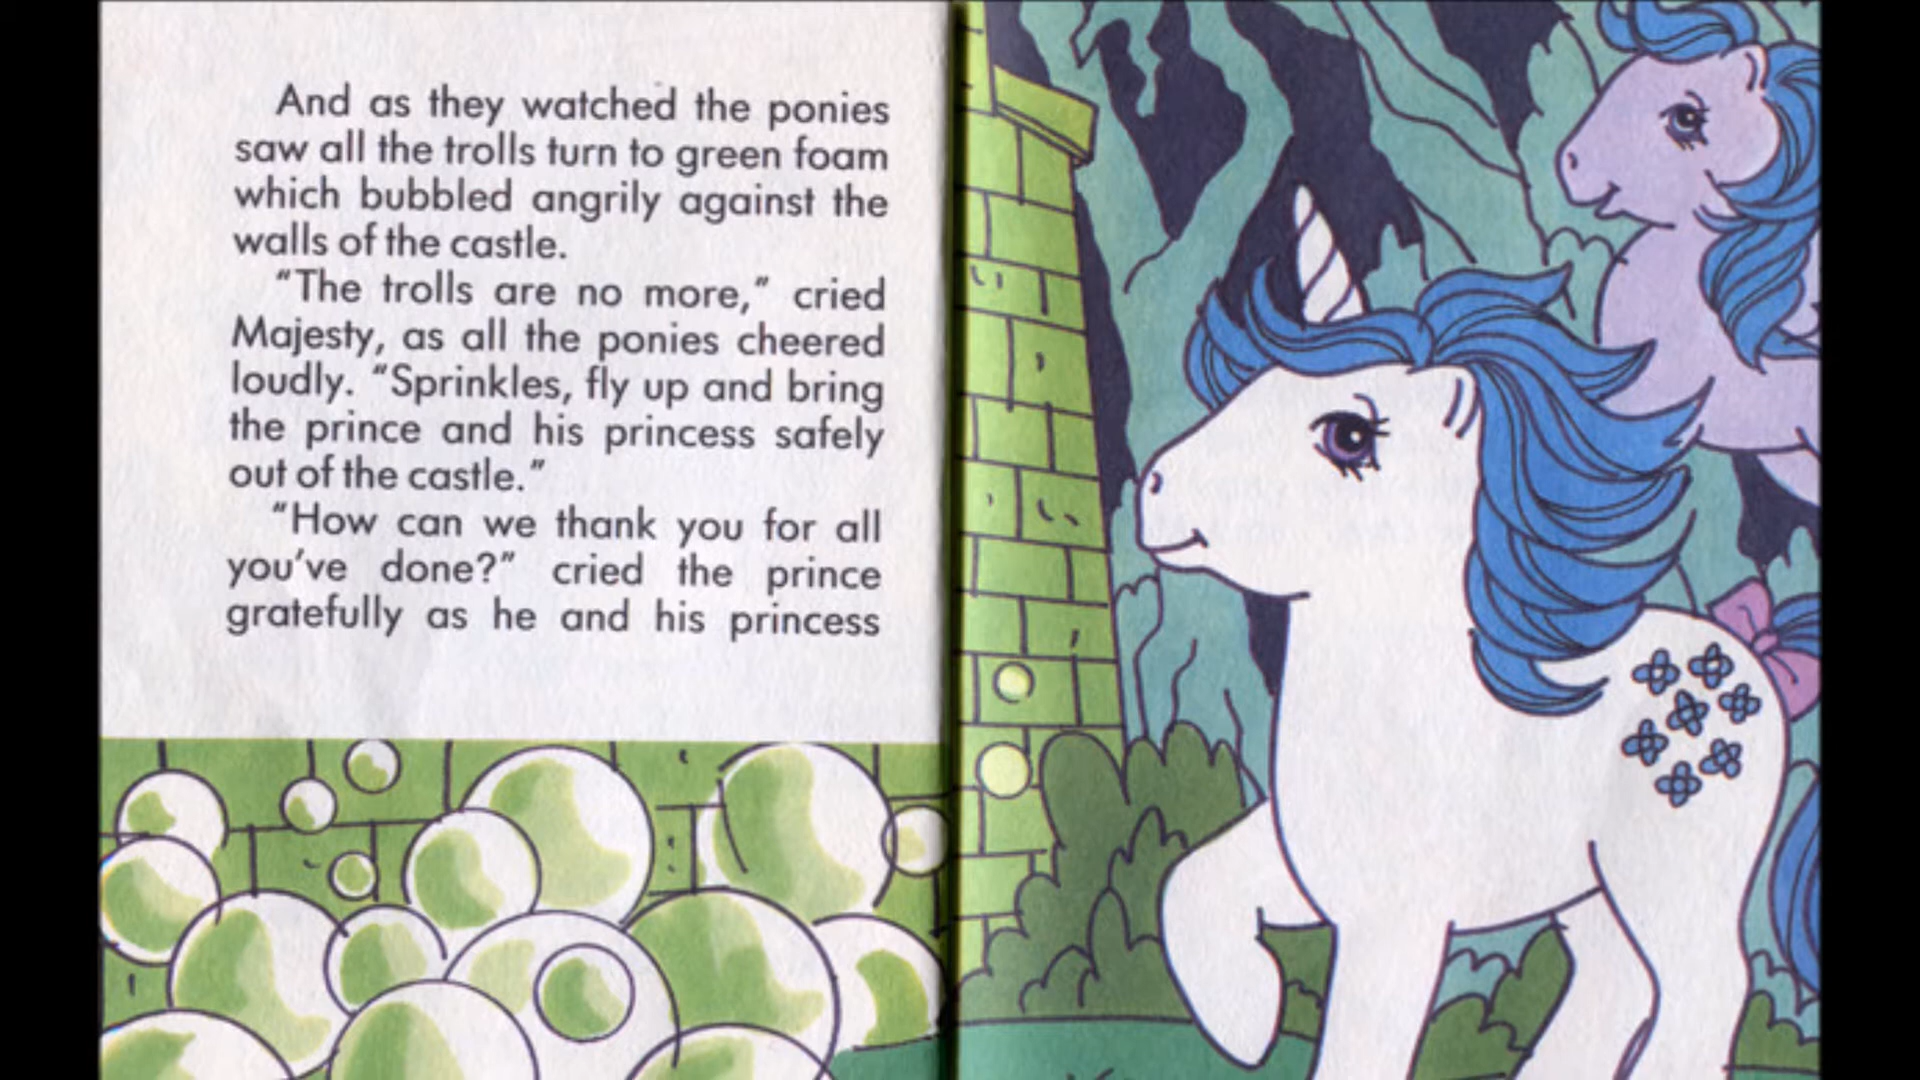 And as they watched the ponies
saw all the trolls turn to green foam
which bubbled angrily against the
walls of the castle.
"The trolls are no more," cried
Majesty, as all the ponies cheered
loudly. "Sprinkles, fly up and bring
the prince and his princess safely
out of the castle."
"How can we thank you for all
you've done?" cried the prince
gratefully as he and his princess